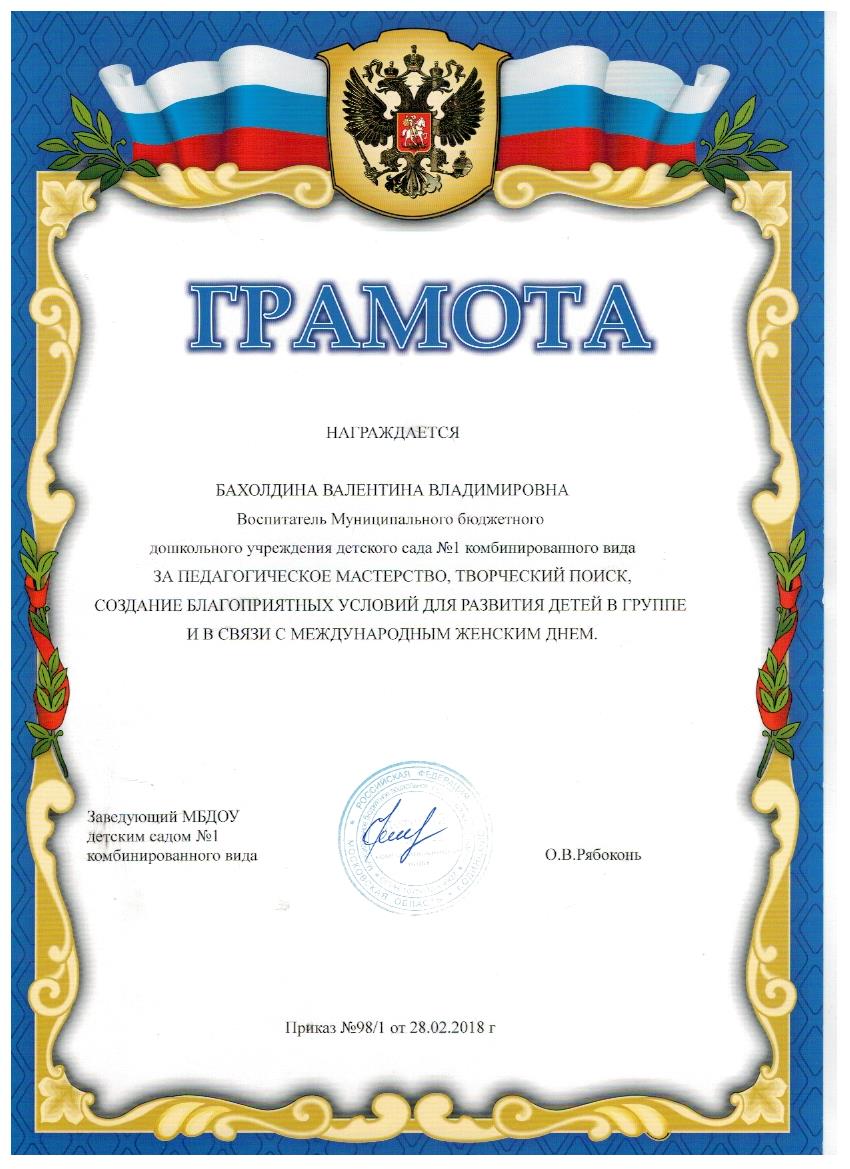 ГРАМОТА
НАГРАЖДАЕТСЯ
БАХОЛДИНА ВАЛЕНТИНА ВЛАДИМИРОВНА
Воспитатель Муниципального бюджетного
дошкольного учреждения детского сада №1 комбинированного вида
ЗА ПЕДАГОГИЧЕСКОЕ МАСТЕРСТВО, ТВОРЧЕСКИЙ ПОИСК,
СОЗДАНИЕ БЛАГОПРИЯТНЫХ УСЛОВИЙ ДЛЯ РАЗВИТИЯ ДЕТЕЙ В ГРУППЕ
И В СВЯЗИ С МЕЖДУНАРОДНЫМ ЖЕНСКИМ ДНЕМ.
Заведующий МБДОУ
детским садом №1
комбинированного вида
О.В.Рябоконь
РОССИЙСКАЯ ФЕДЕРАЦИЯ
МОСКОВСКАЯ ОБЛАСТЬ
Приказ №98/1 от 28.02.2018 г